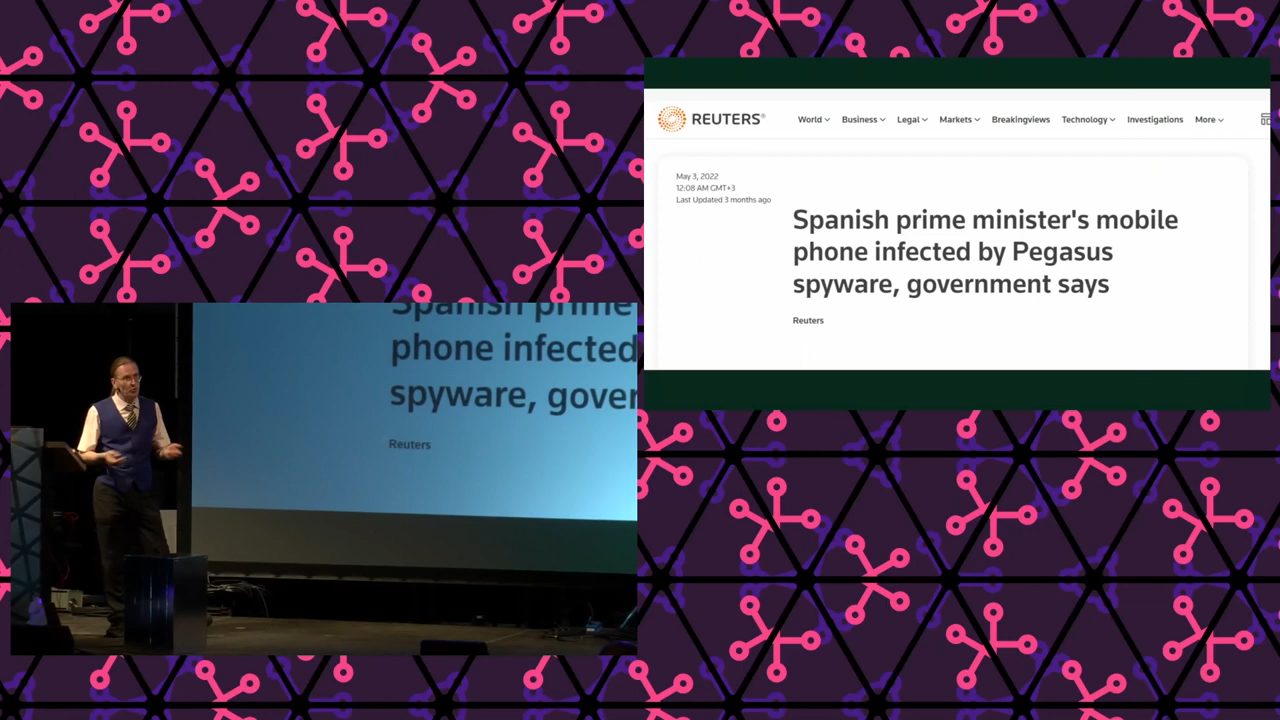 REUTERS®
World Business Legal Markets Breakingviews Technology Investigations More
May 3, 2022
12:08 AM GMT+3
Last Updated 3 months ago
Spanish prime minister's mobile
phone infected by Pegasus
spyware, government says
Reuters
Spanish prime
phone infected
spyware, gover
Reuters